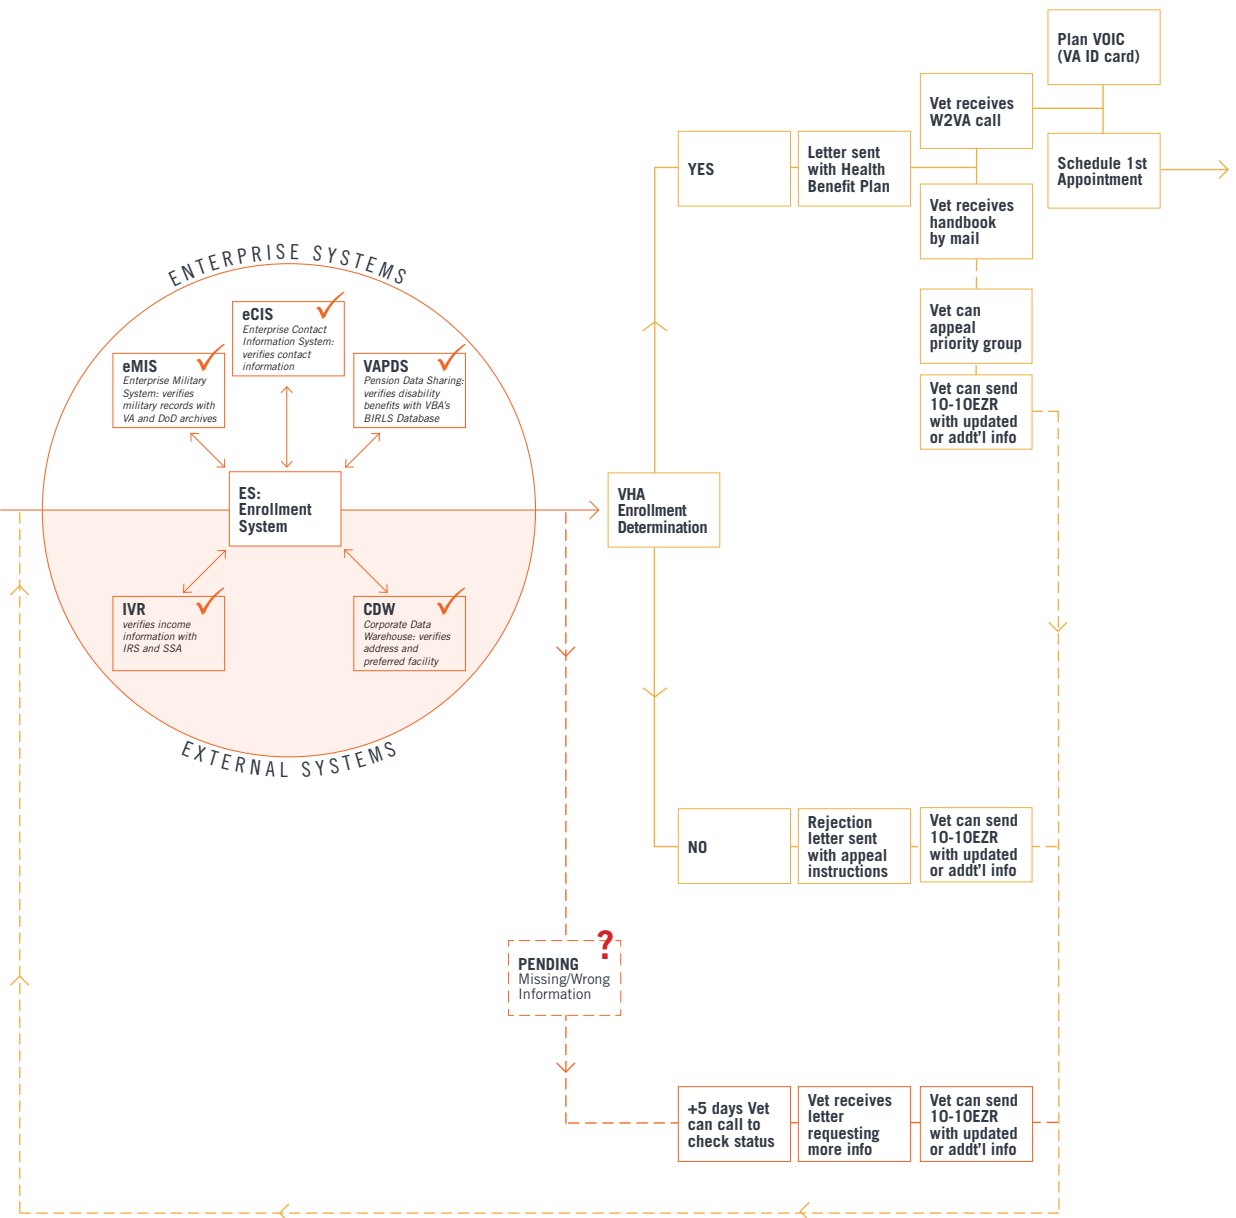 Plan VOIC
(VA ID card)
Vet receives
W2VA call
YES
Letter sent
with Health
Benefit Plan
Schedule 1st
Appointment
Vet receives
handbook
by mail
Vet can
appeal
priority group
Vet can send
10-10EZR
with updated
or addt'l info
ENTERPRISE SYSTEMS
eCIS
Enterprise Contact
Information System:
verifies contact
information
eMIS
Enterprise Military
System: verifies
military records with
VA and DoD archives
VAPDS
Pension Data Sharing:
verifies disability
benefits with VBA's
BIRLS Database
ES:
Enrollment
System
VHA
Enrollment
Determination
IVR
verifies income
information with
IRS and SSA
CDW
Corporate Data
Warehouse: verifies
address and
preferred facility
EXTERNAL SYSTEMS
NO
Rejection
letter sent
with appeal
instructions
Vet can send
10-10EZR
with updated
or addt'l info
?
PENDING
Missing/Wrong
Information
+5 days Vet
can call to
check status
Vet receives
letter
requesting
more info
Vet can send
10-10EZR
with updated
or addt'l info